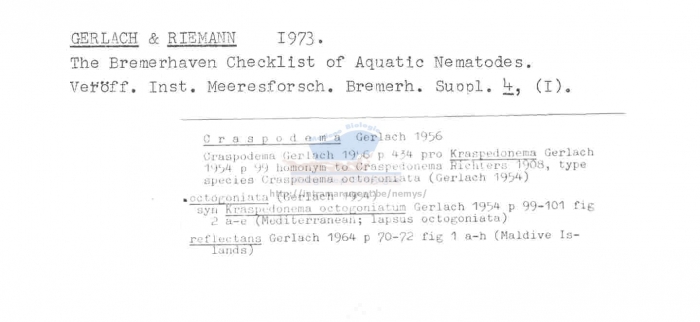 GERLACH & RIEMANN 1973.
The Bremerhaven Checklist of Aquatic Nematodes.
Veröff. Inst. Meeresforsch. Bremerh. Suppl. 4, (I).
Craspodema Gerlach 1956
Craspodema Gerlach 1956 p 434 pro Kraspedonema Gerlach
1954 p 99 homonym to Craspedonema Richters 1908, type
species Craspodema octogoniata (Gerlach 1954)
octogoniata (Gerlach 1954)
syn Kraspedonema octogoniatum Gerlach 1954 p 99-101 fig
2 a-e (Mediterranean; lapsus octogoniata)
reflectans Gerlach 1964 p 70-72 fig 1 a-h (Maldive Is-
lands)